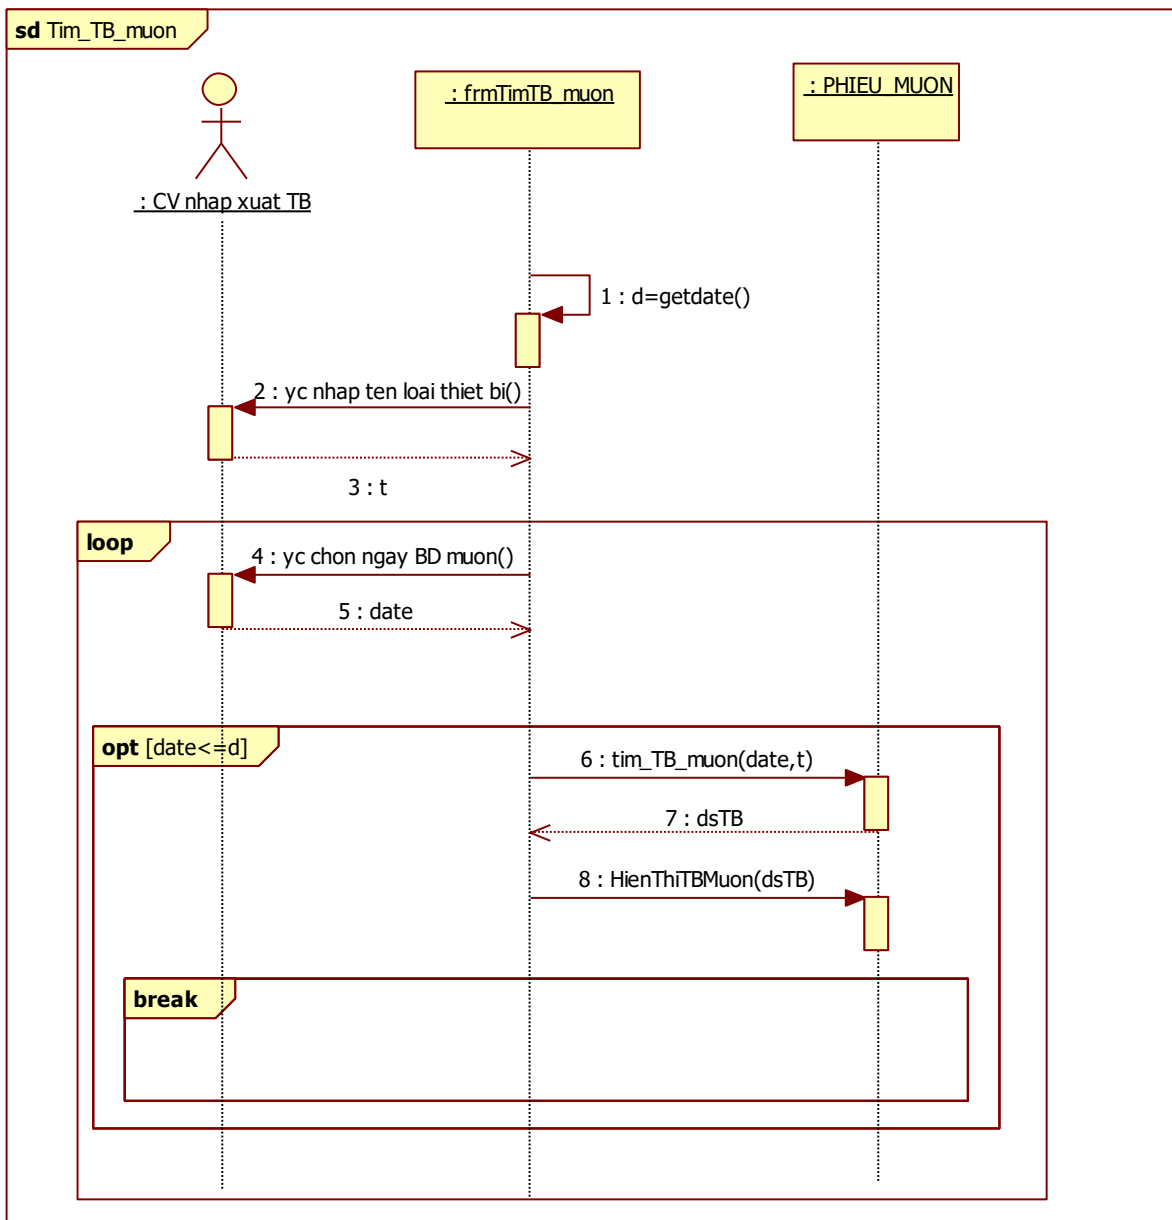 sd Tim_TB_muon
: frmTimTB_muon
: PHIEU_MUON
: CV nhap xuat TB
1 : d=getdate()
2 : yc nhap ten loai thiet bi()
3 : t
loop
4 : yc chon ngay BD muon()
5 : date
opt [date<=d]
6 : tim_TB_muon(date,t)
7 : dsTB
8 : HienThiTBMuon(dsTB)
break